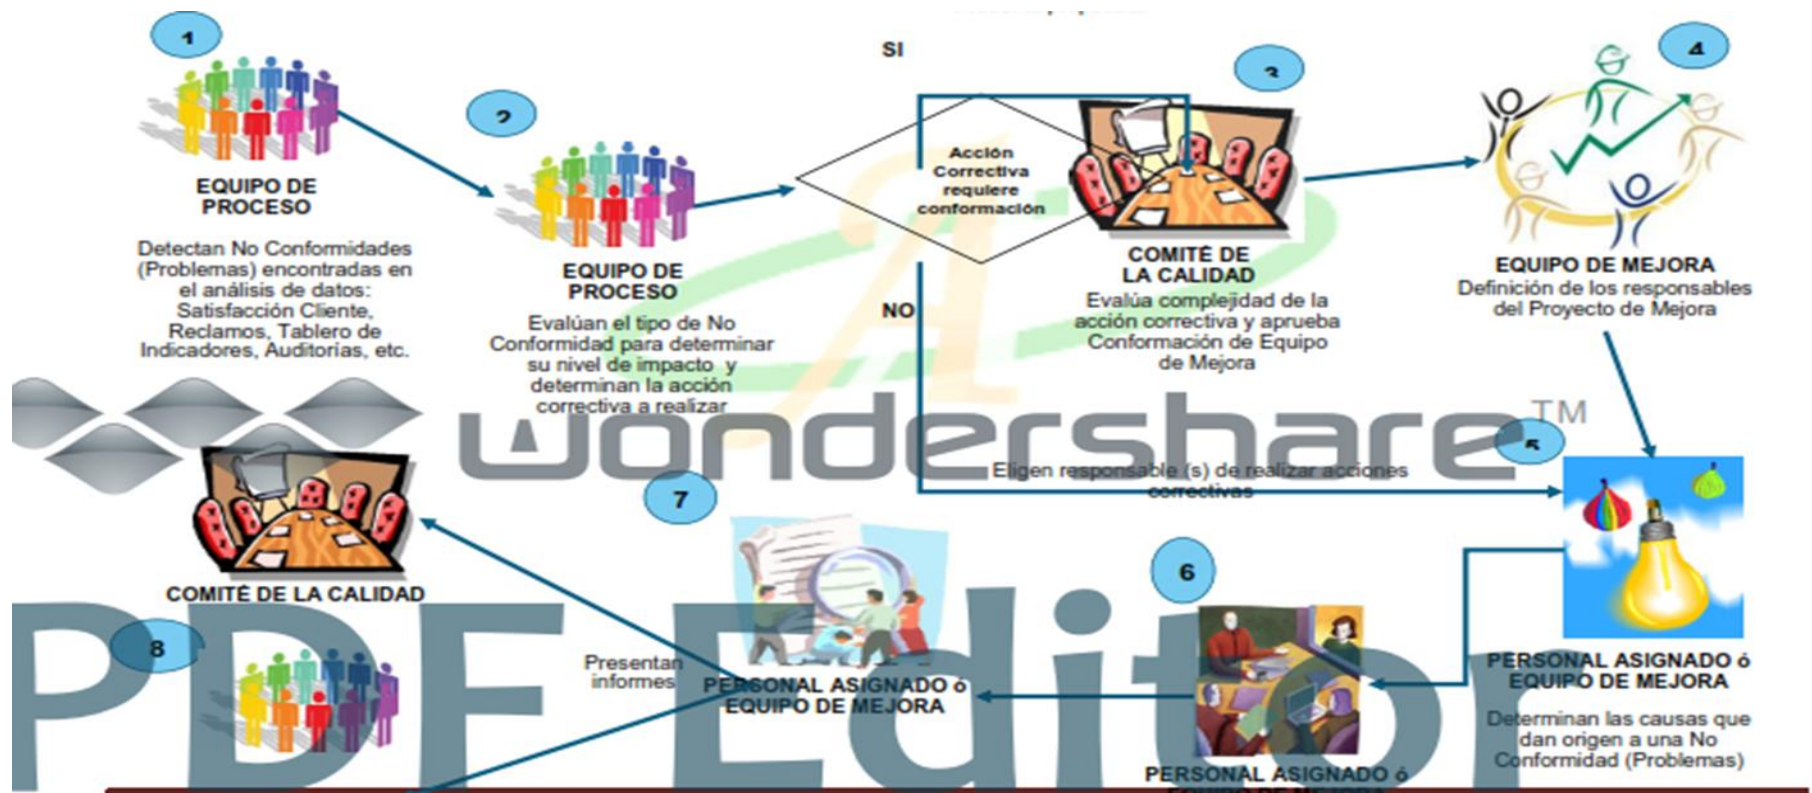 1
EQUIPO DE
PROCESO
Detectan No Conformidades
(Problemas) encontradas en
el análisis de datos:
Satisfacción Cliente,
Reclamos, Tablero de
Indicadores, Auditorías, etc.
2
EQUIPO DE
PROCESO
Evalúan el tipo de No
Conformidad para determinar
su nivel de impacto y
determinan la acción
correctiva a realizar
SI
Acción
Correctiva
requiere
conformación
NO
3
COMITÉ DE
LA CALIDAD
Evalúa complejidad de la
acción correctiva y aprueba
Conformación de Equipo
de Mejora
4
EQUIPO DE MEJORA
Definición de los responsables
del Proyecto de Mejora
wondershare™
Eligen responsable (s) de realizar acciones
correctivas
5
PERSONAL ASIGNADO ó
EQUIPO DE MEJORA
Determinan las causas que
dan origen a una No
Conformidad (Problemas)
6
PERSONAL ASIGNADO ó
EQUIPO DE MEJORA
7
PERSONAL ASIGNADO ó
EQUIPO DE MEJORA
Presentan
informes
COMITÉ DE LA CALIDAD
8
PDF Editor